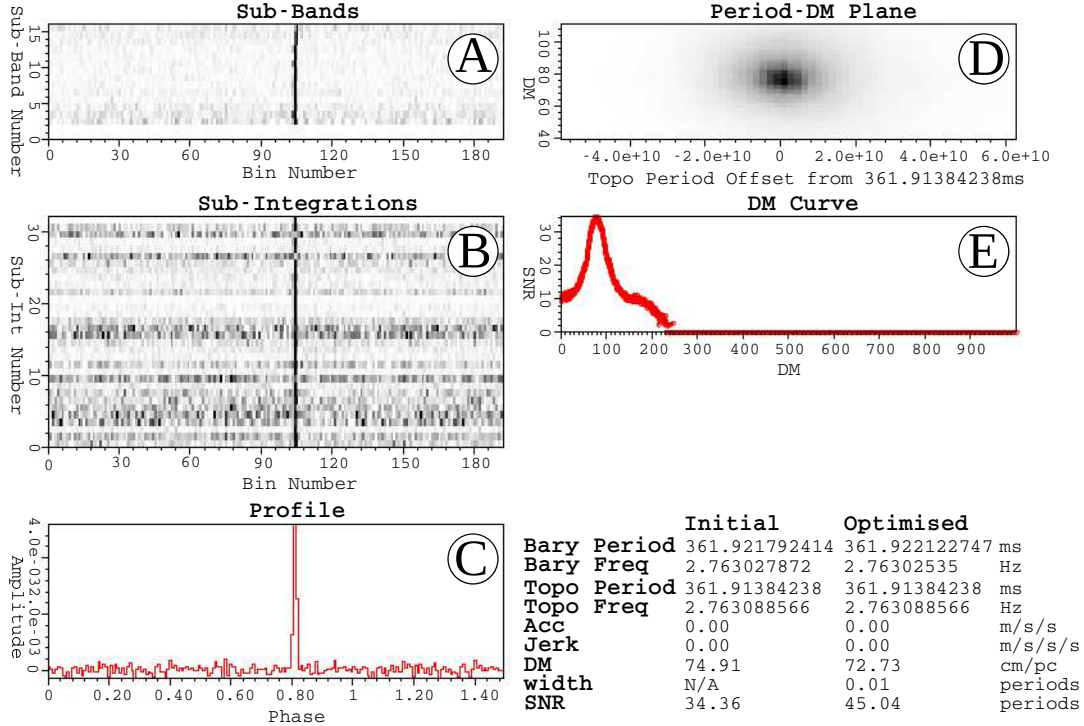 Sub-Bands
A
Sub-Band Number
0 5 10 15
0 30 60 90 120 150 180
Bin Number
Period-DM Plane
D
DM
40 60 80 100
-4.0e+10 -2.0e+10 0 2.0e+10 4.0e+10 6.0e+10
Topo Period Offset from 361.91384238ms
Sub-Integrations
B
Sub-Int Number
0 10 20 30
0 30 60 90 120 150 180
Bin Number
DM Curve
E
SNR
0 10 20 30
0 100 200 300 400 500 600 700 800 900
DM
Profile
C
Amplitude
0 2.0e-03 4.0e-03
0 0.20 0.40 0.60 0.80 1 1.20 1.40
Phase
Initial Optimised
Bary Period 361.921792414 361.922122747 ms
Bary Freq 2.763027872 2.76302535 Hz
Topo Period 361.91384238 361.91384238 ms
Topo Freq 2.763088566 2.763088566 Hz
Acc 0.00 0.00 m/s/s
Jerk 0.00 0.00 m/s/s/s
DM 74.91 72.73 cm/pc
width N/A 0.01 periods
SNR 34.36 45.04 periods